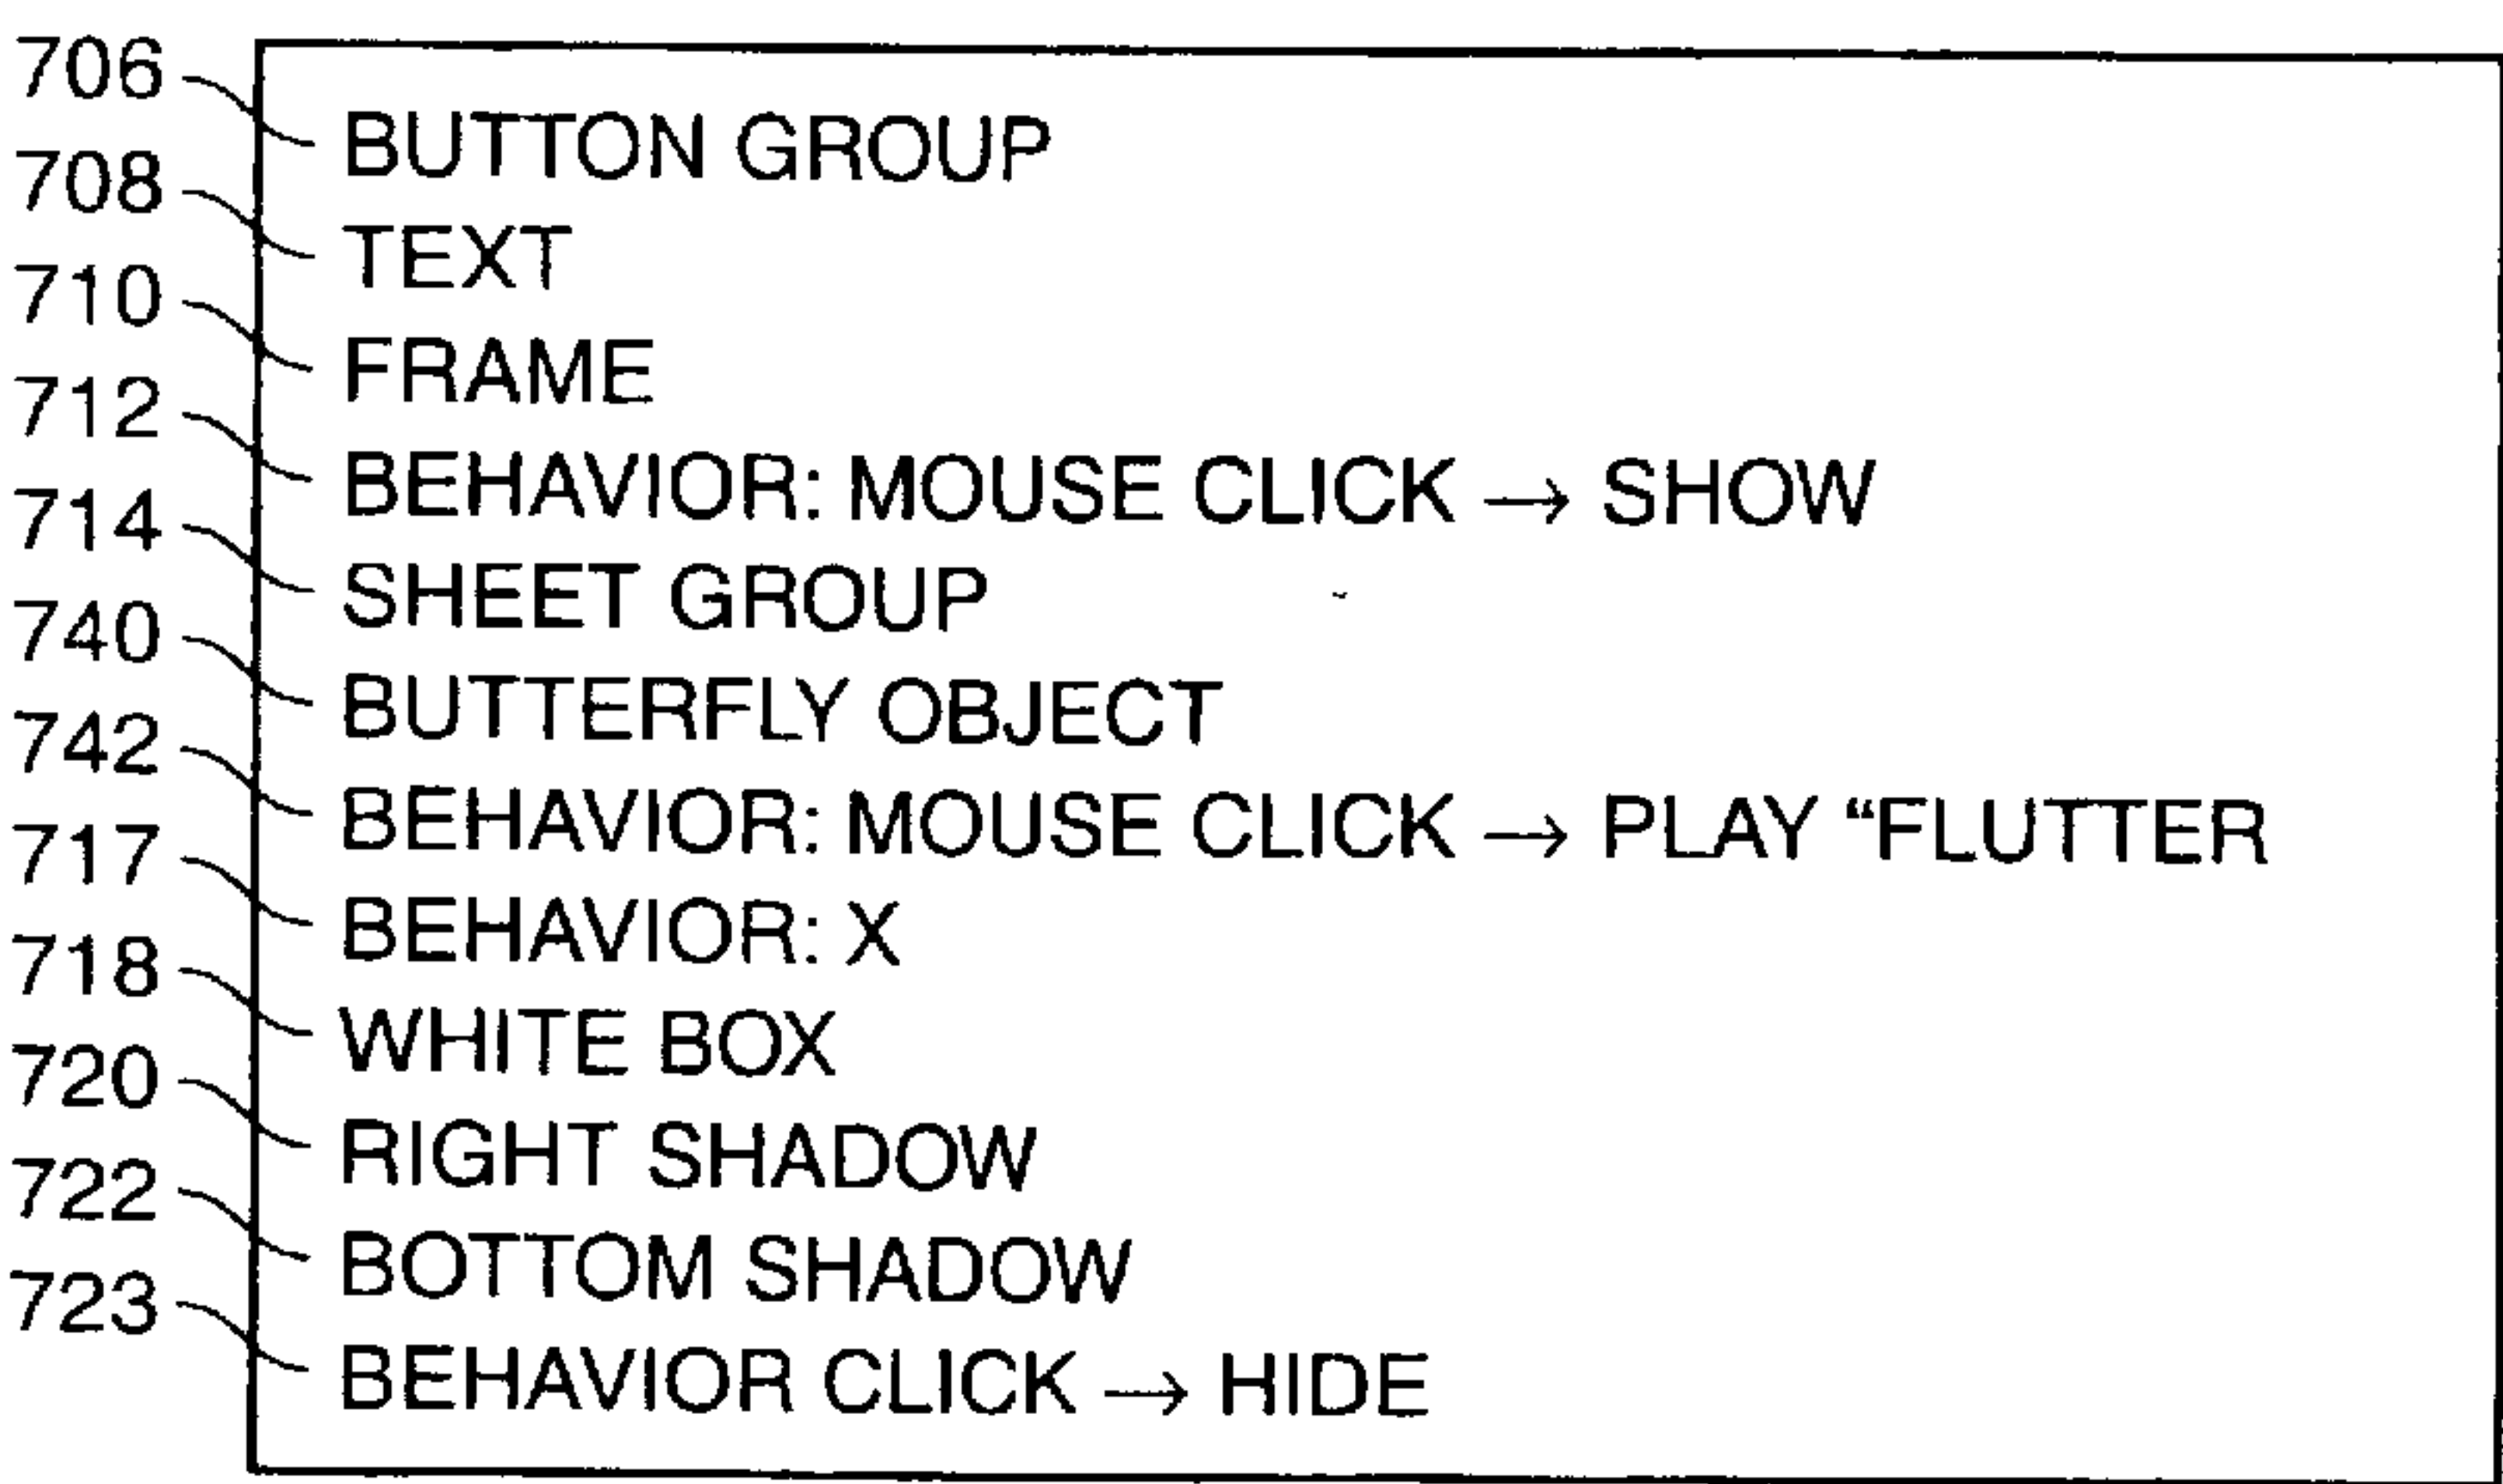 706 BUTTON GROUP
708 TEXT
710 FRAME
712 BEHAVIOR: MOUSE CLICK → SHOW
714 SHEET GROUP
740 BUTTERFLY OBJECT
742 BEHAVIOR: MOUSE CLICK → PLAY “FLUTTER
717 BEHAVIOR: X
718 WHITE BOX
720 RIGHT SHADOW
722 BOTTOM SHADOW
723 BEHAVIOR CLICK → HIDE